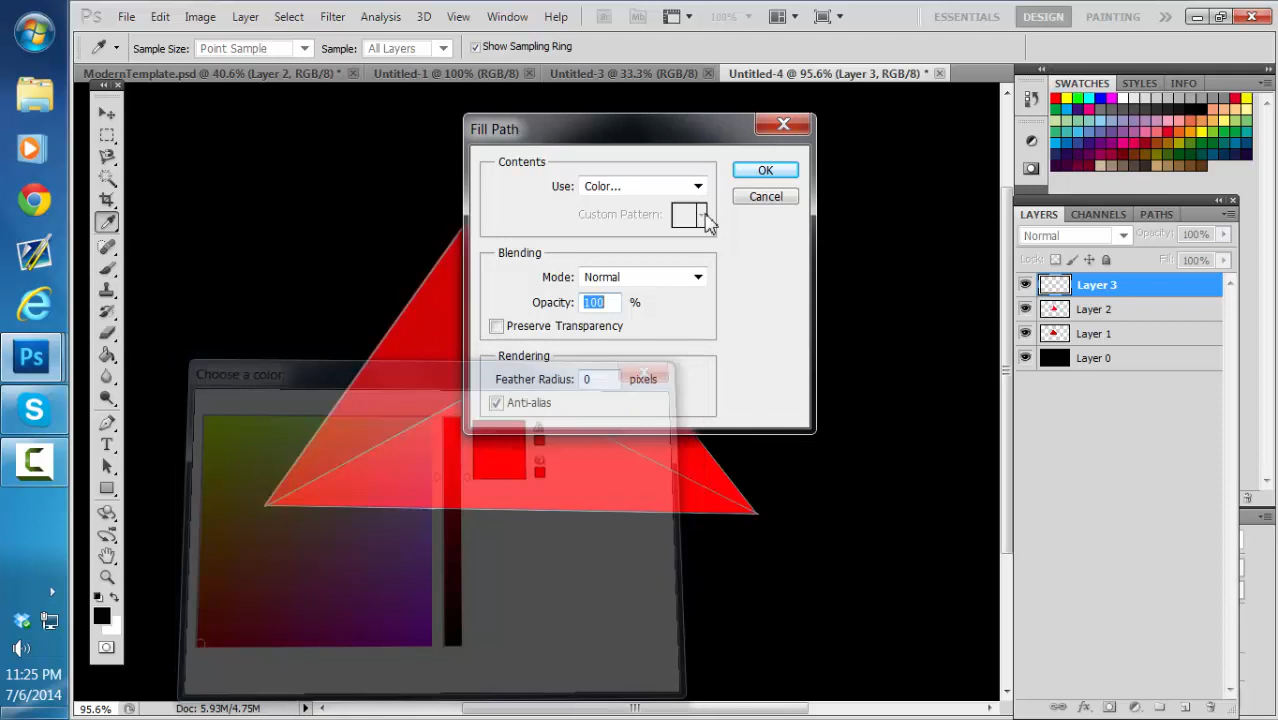 Ps File Edit Image Layer Select Filter Analysis 3D View Window Help Br Mb 100% ESSENTIALS DESIGN PAINTING
Sample Size: Point Sample Sample: All Layers Show Sampling Ring
ModernTemplate.psd @ 40.6% (Layer 2, RGB/8) * Untitled-1 @ 100% (RGB/8) Untitled-3 @ 33.3% (RGB/8) Untitled-4 @ 95.6% (Layer 3, RGB/8) *
SWATCHES STYLES INFO
Fill Path
Contents
Use: Color...
Custom Pattern:
OK
Cancel
Blending
Mode: Normal
Opacity: 100 %
Preserve Transparency
Rendering
Feather Radius: 0 pixels
Anti-alias
Choose a color:
LAYERS CHANNELS PATHS
Normal Opacity: 100%
Lock: Fill: 100%
Layer 3
Layer 2
Layer 1
Layer 0
Ps
11:25 PM
7/6/2014
95.6% Doc: 5.93M/4.75M
fx